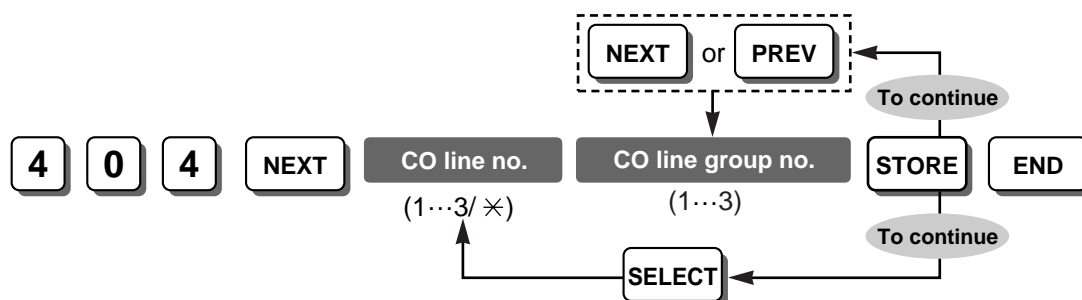 NEXT or PREV
To continue
4 0 4 NEXT CO line no. CO line group no. STORE END
(1···3/ ✳) (1···3)
To continue
SELECT